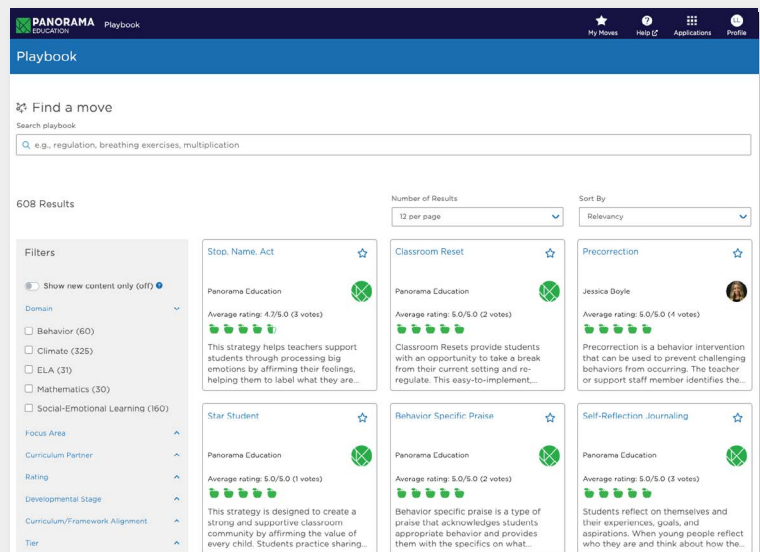 PANORAMA
EDUCATION
Playbook
My Moves
Help
Applications
LL
Profile
Playbook
Find a move
Search playbook
e.g., regulation, breathing exercises, multiplication
608 Results
Number of Results
12 per page
Sort By
Relevancy
Filters
Show new content only (off)
Domain
Behavior (60)
Climate (325)
ELA (31)
Mathematics (30)
Social-Emotional Learning (160)
Focus Area
Curriculum Partner
Rating
Developmental Stage
Curriculum/Framework Alignment
Tier
Stop. Name. Act
Panorama Education
Average rating: 4.7/5.0 (3 votes)
This strategy helps teachers support
students through processing big
emotions by affirming their feelings,
helping them to label what they are...
Classroom Reset
Panorama Education
Average rating: 5.0/5.0 (2 votes)
Classroom Resets provide students
with an opportunity to take a break
from their current setting and re-
regulate. This easy-to-implement,...
Precorrection
Jessica Boyle
Average rating: 5.0/5.0 (4 votes)
Precorrection is a behavior intervention
that can be used to prevent challenging
behaviors from occurring. The teacher
or support staff member identifies the...
Star Student
Panorama Education
Average rating: 5.0/5.0 (1 votes)
This strategy is designed to create a
strong and supportive classroom
community by affirming the value of
every child. Students practice sharing...
Behavior Specific Praise
Panorama Education
Average rating: 5.0/5.0 (2 votes)
Behavior specific praise is a type of
praise that acknowledges students
appropriate behavior and provides
them with the specifics on what...
Self-Reflection Journaling
Panorama Education
Average rating: 5.0/5.0 (3 votes)
Students reflect on themselves and
their experiences, goals, and
aspirations. When young people reflect
who they are and think about how the...